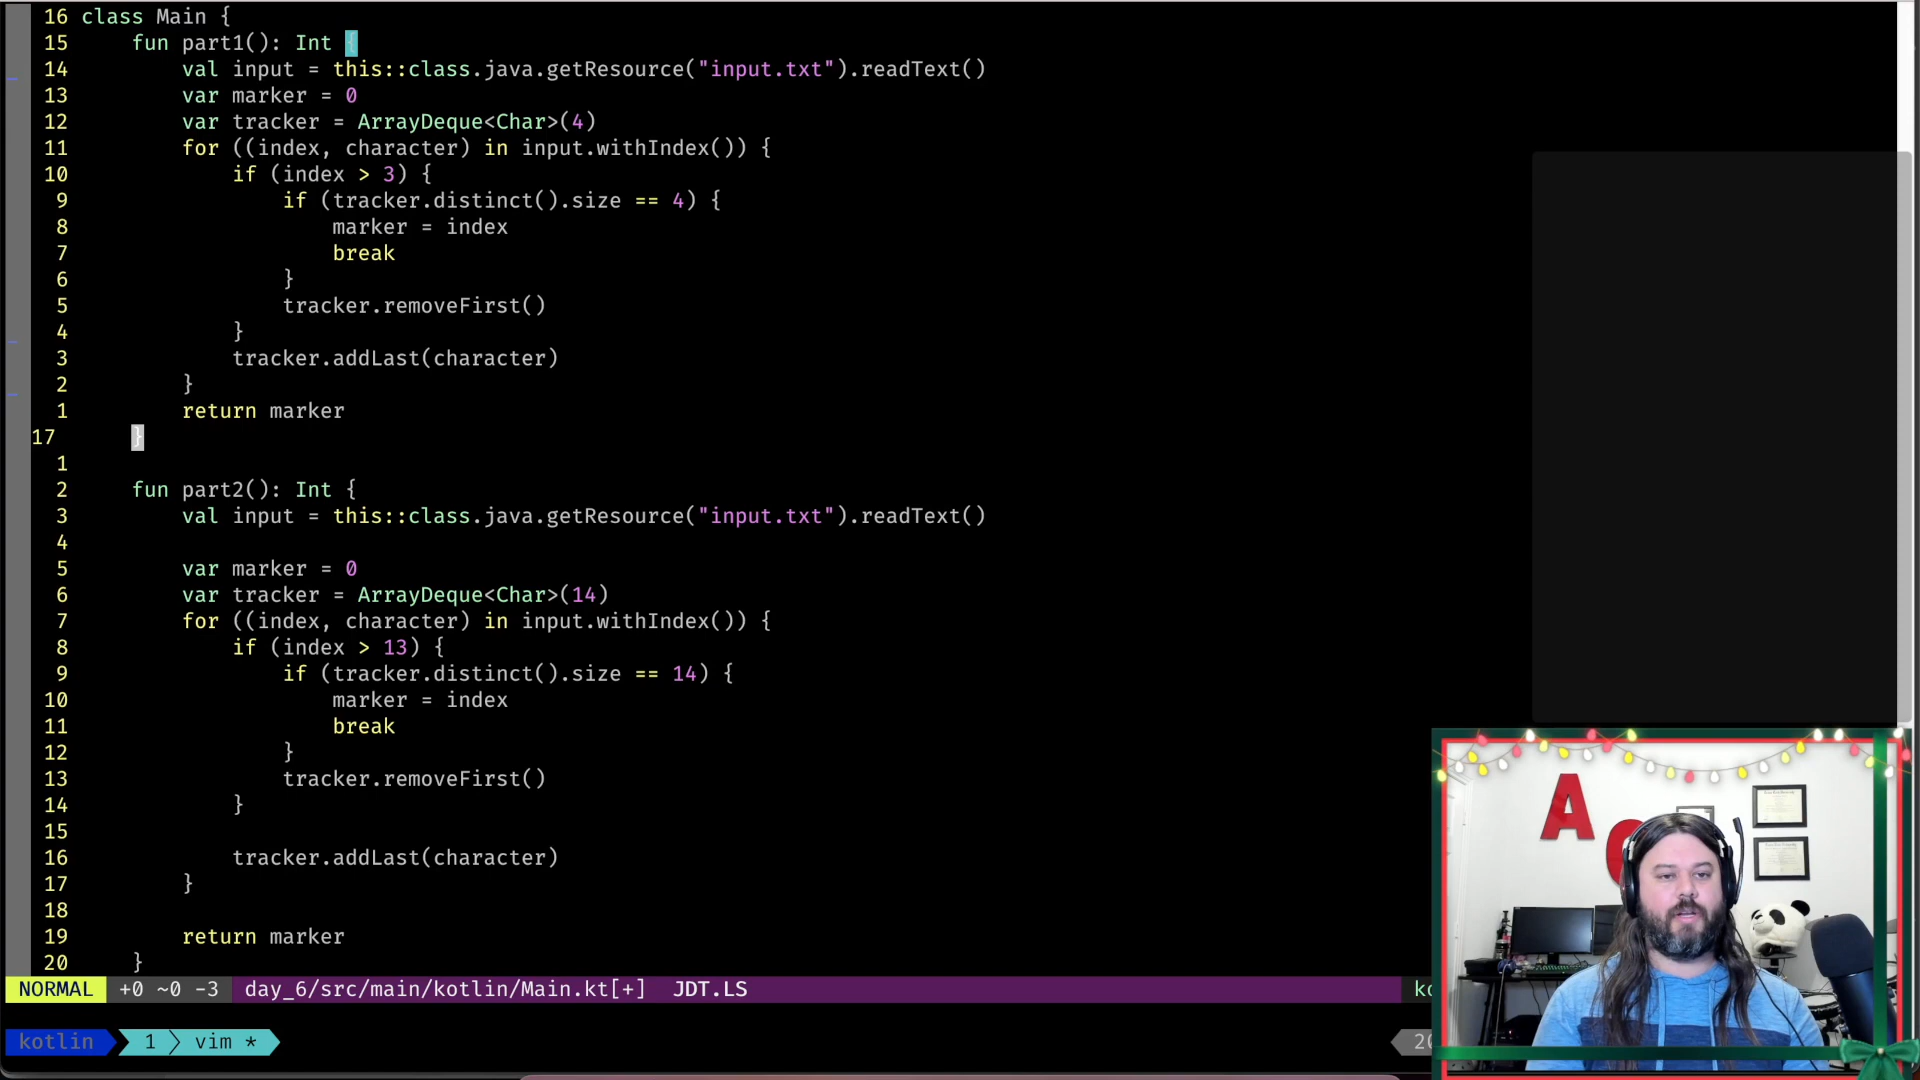 16 class Main {
15     fun part1(): Int {
14         val input = this::class.java.getResource("input.txt").readText()
13         var marker = 0
12         var tracker = ArrayDeque<Char>(4)
11         for ((index, character) in input.withIndex()) {
10             if (index > 3) {
9                 if (tracker.distinct().size == 4) {
8                     marker = index
7                     break
6                 }
5                 tracker.removeFirst()
4             }
3             tracker.addLast(character)
2         }
1         return marker
17     }
1
2     fun part2(): Int {
3         val input = this::class.java.getResource("input.txt").readText()
4
5         var marker = 0
6         var tracker = ArrayDeque<Char>(14)
7         for ((index, character) in input.withIndex()) {
8             if (index > 13) {
9                 if (tracker.distinct().size == 14) {
10                     marker = index
11                     break
12                 }
13                 tracker.removeFirst()
14             }
15
16             tracker.addLast(character)
17         }
18
19         return marker
20     }
NORMAL +0 ~0 -3 day_6/src/main/kotlin/Main.kt[+] JDT.LS
kotlin 1 vim *
A